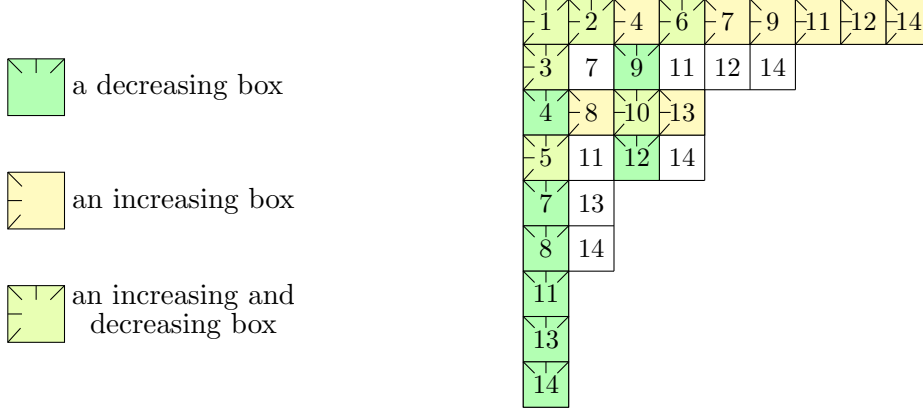 1 2 4 6 7 9 11 12 14
3 7 9 11 12 14
a decreasing box
4 8 10 13
5 11 12 14
an increasing box
7 13
8 14
an increasing and
decreasing box
11
13
14